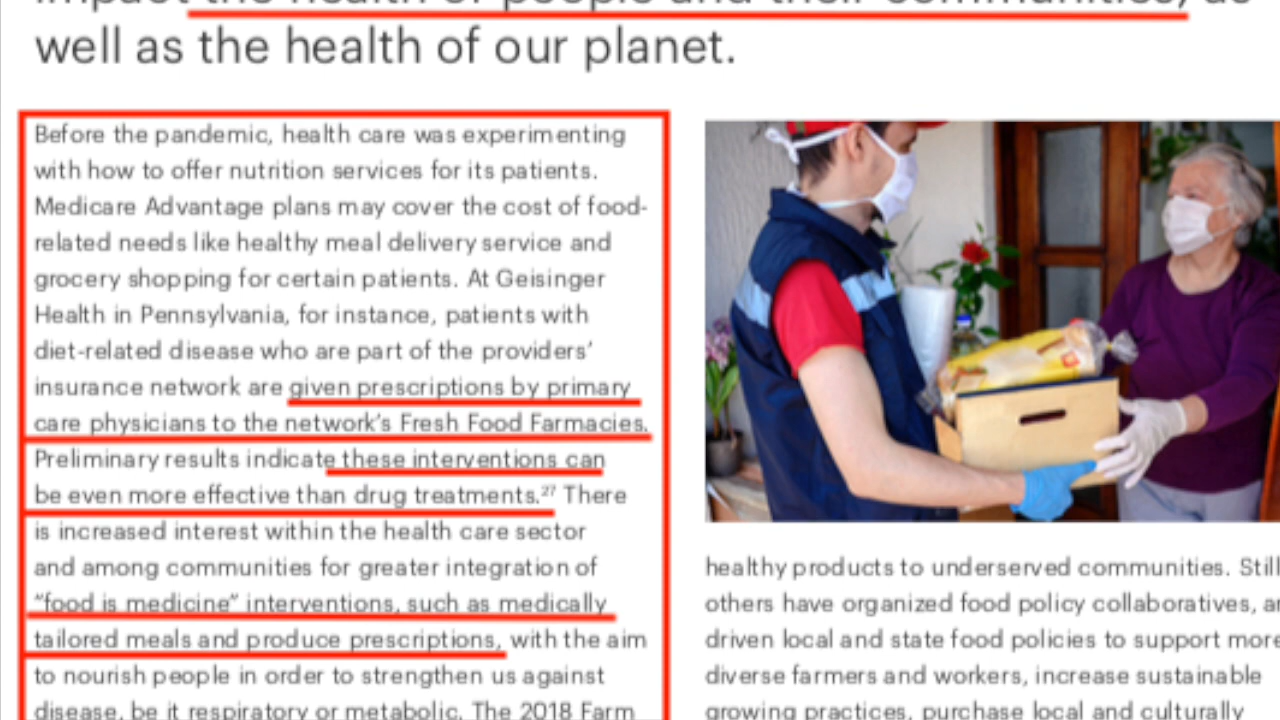 impact the health of people and their communities, as
well as the health of our planet.
Before the pandemic, health care was experimenting
with how to offer nutrition services for its patients.
Medicare Advantage plans may cover the cost of food-
related needs like healthy meal delivery service and
grocery shopping for certain patients. At Geisinger
Health in Pennsylvania, for instance, patients with
diet-related disease who are part of the providers’
insurance network are given prescriptions by primary
care physicians to the network’s Fresh Food Farmacies.
Preliminary results indicate these interventions can
be even more effective than drug treatments.²⁷ There
is increased interest within the health care sector
and among communities for greater integration of
“food is medicine” interventions, such as medically
tailored meals and produce prescriptions, with the aim
to nourish people in order to strengthen us against
disease, be it respiratory or metabolic. The 2018 Farm
healthy products to underserved communities. Still
others have organized food policy collaboratives,
driven local and state food policies to support more
diverse farmers and workers, increase sustainable
growing practices, purchase local and culturally